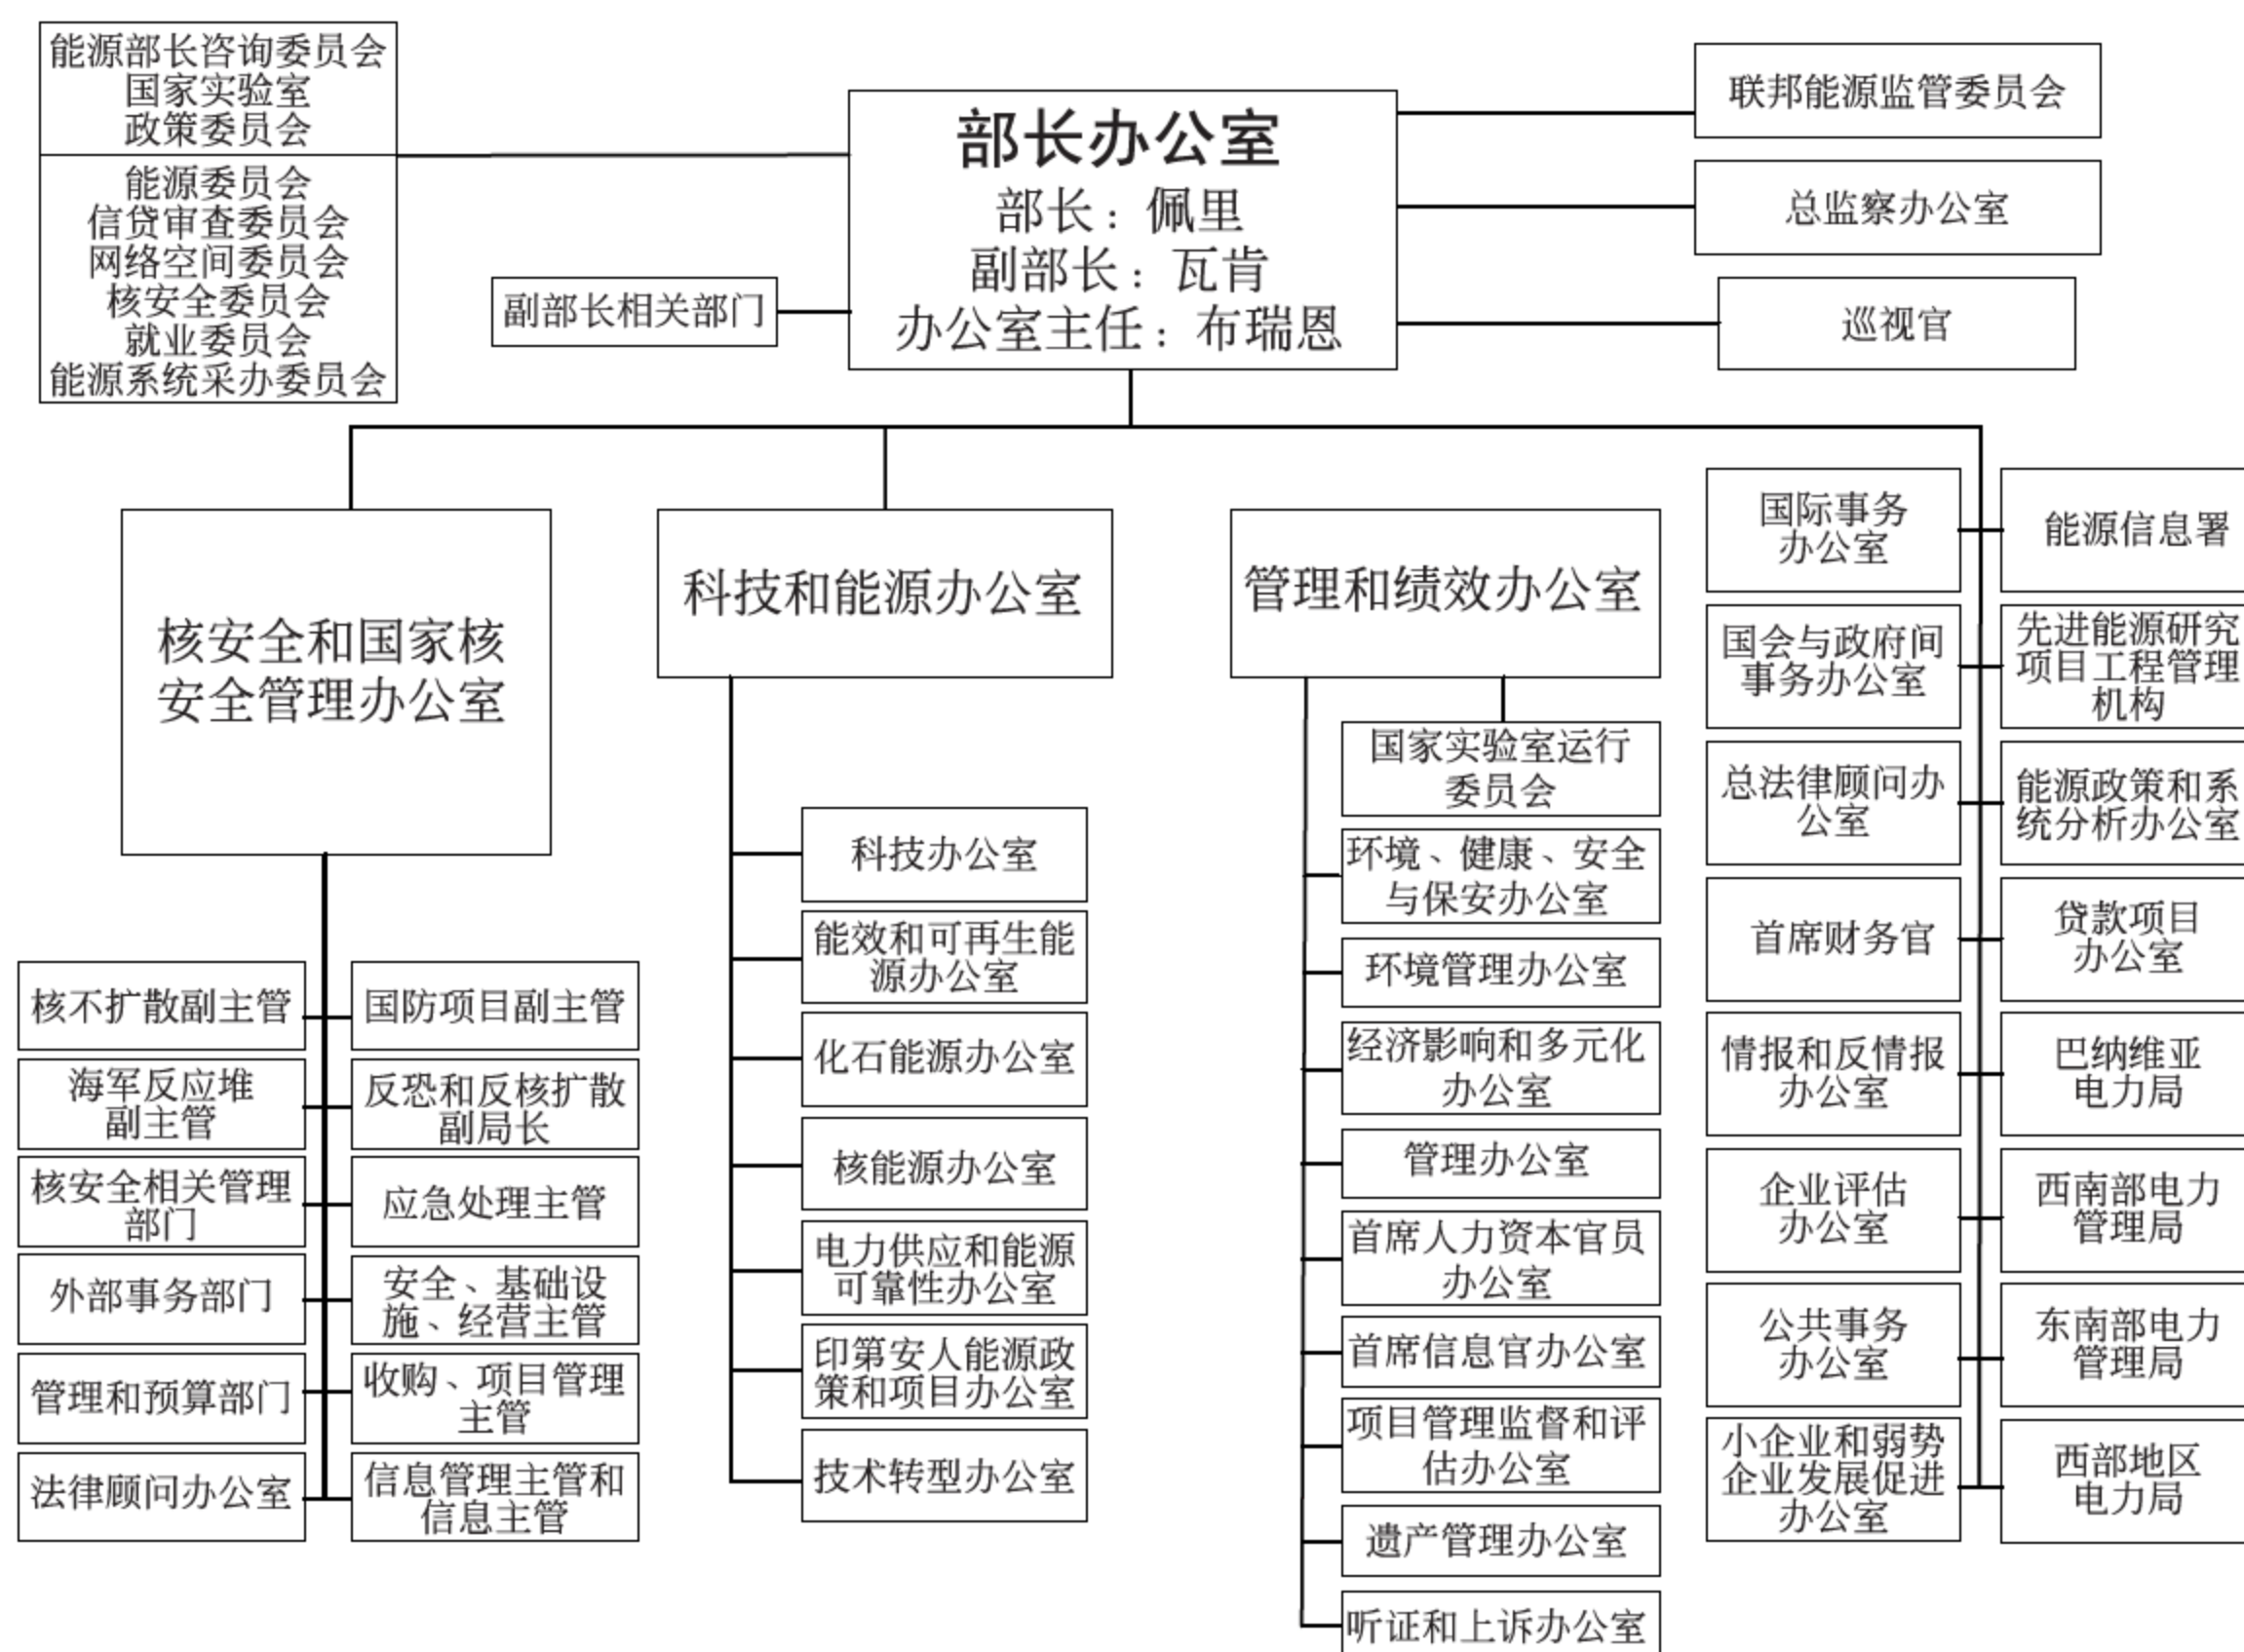 能源部长咨询委员会
国家实验室
政策委员会
能源委员会
信贷审查委员会
网络空间委员会
核安全委员会
就业委员会
能源系统采办委员会
副部长相关部门
部长办公室
部长：佩里
副部长：瓦肯
办公室主任：布瑞恩
联邦能源监管委员会
总监察办公室
巡视官
核安全和国家核
安全管理办公室
核不扩散副主管
国防项目副主管
海军反应堆
副主管
反恐和反核扩散
副局长
核安全相关管理
部门
应急处理主管
外部事务部门
安全、基础设
施、经营主管
管理和预算部门
收购、项目管理
主管
法律顾问办公室
信息管理主管和
信息主管
科技和能源办公室
科技办公室
能效和可再生能
源办公室
化石能源办公室
核能源办公室
电力供应和能源
可靠性办公室
印第安人能源政
策和项目办公室
技术转型办公室
管理和绩效办公室
国家实验室运行
委员会
环境、健康、安全
与保安办公室
环境管理办公室
经济影响和多元化
办公室
管理办公室
首席人力资本官员
办公室
首席信息官办公室
项目管理监督和评
估办公室
遗产管理办公室
听证和上诉办公室
国际事务
办公室
能源信息署
国会与政府间
事务办公室
先进能源研究
项目工程管理
机构
总法律顾问办
公室
能源政策和系
统分析办公室
首席财务官
贷款项目
办公室
情报和反情报
办公室
巴纳维亚
电力局
企业评估
办公室
西南部电力
管理局
公共事务
办公室
东南部电力
管理局
小企业和弱势
企业发展促进
办公室
西部地区
电力局